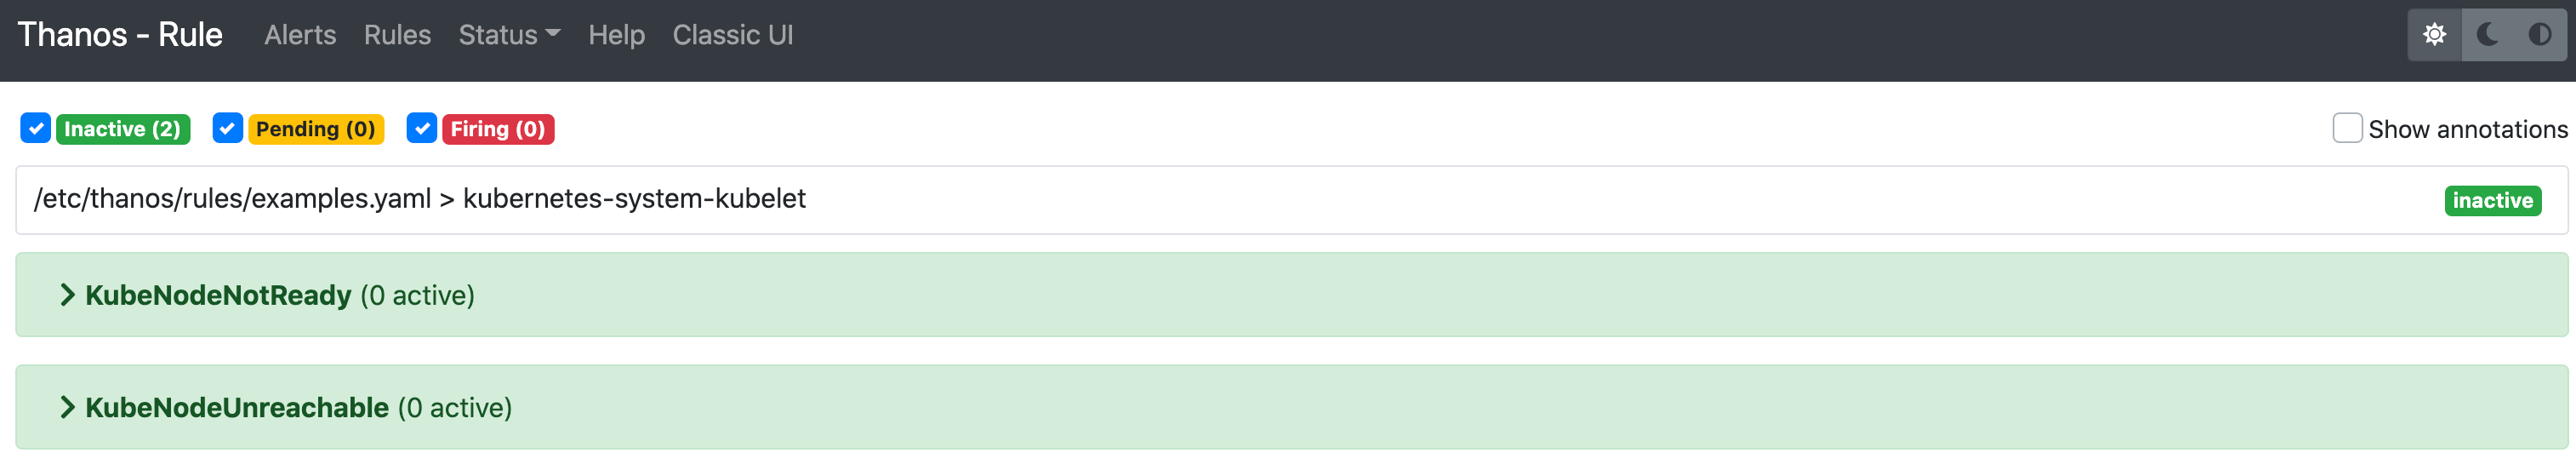 Thanos - Rule Alerts Rules Status Help Classic UI
Inactive (2) Pending (0) Firing (0) Show annotations
/etc/thanos/rules/examples.yaml > kubernetes-system-kubelet inactive
KubeNodeNotReady (0 active)
KubeNodeUnreachable (0 active)